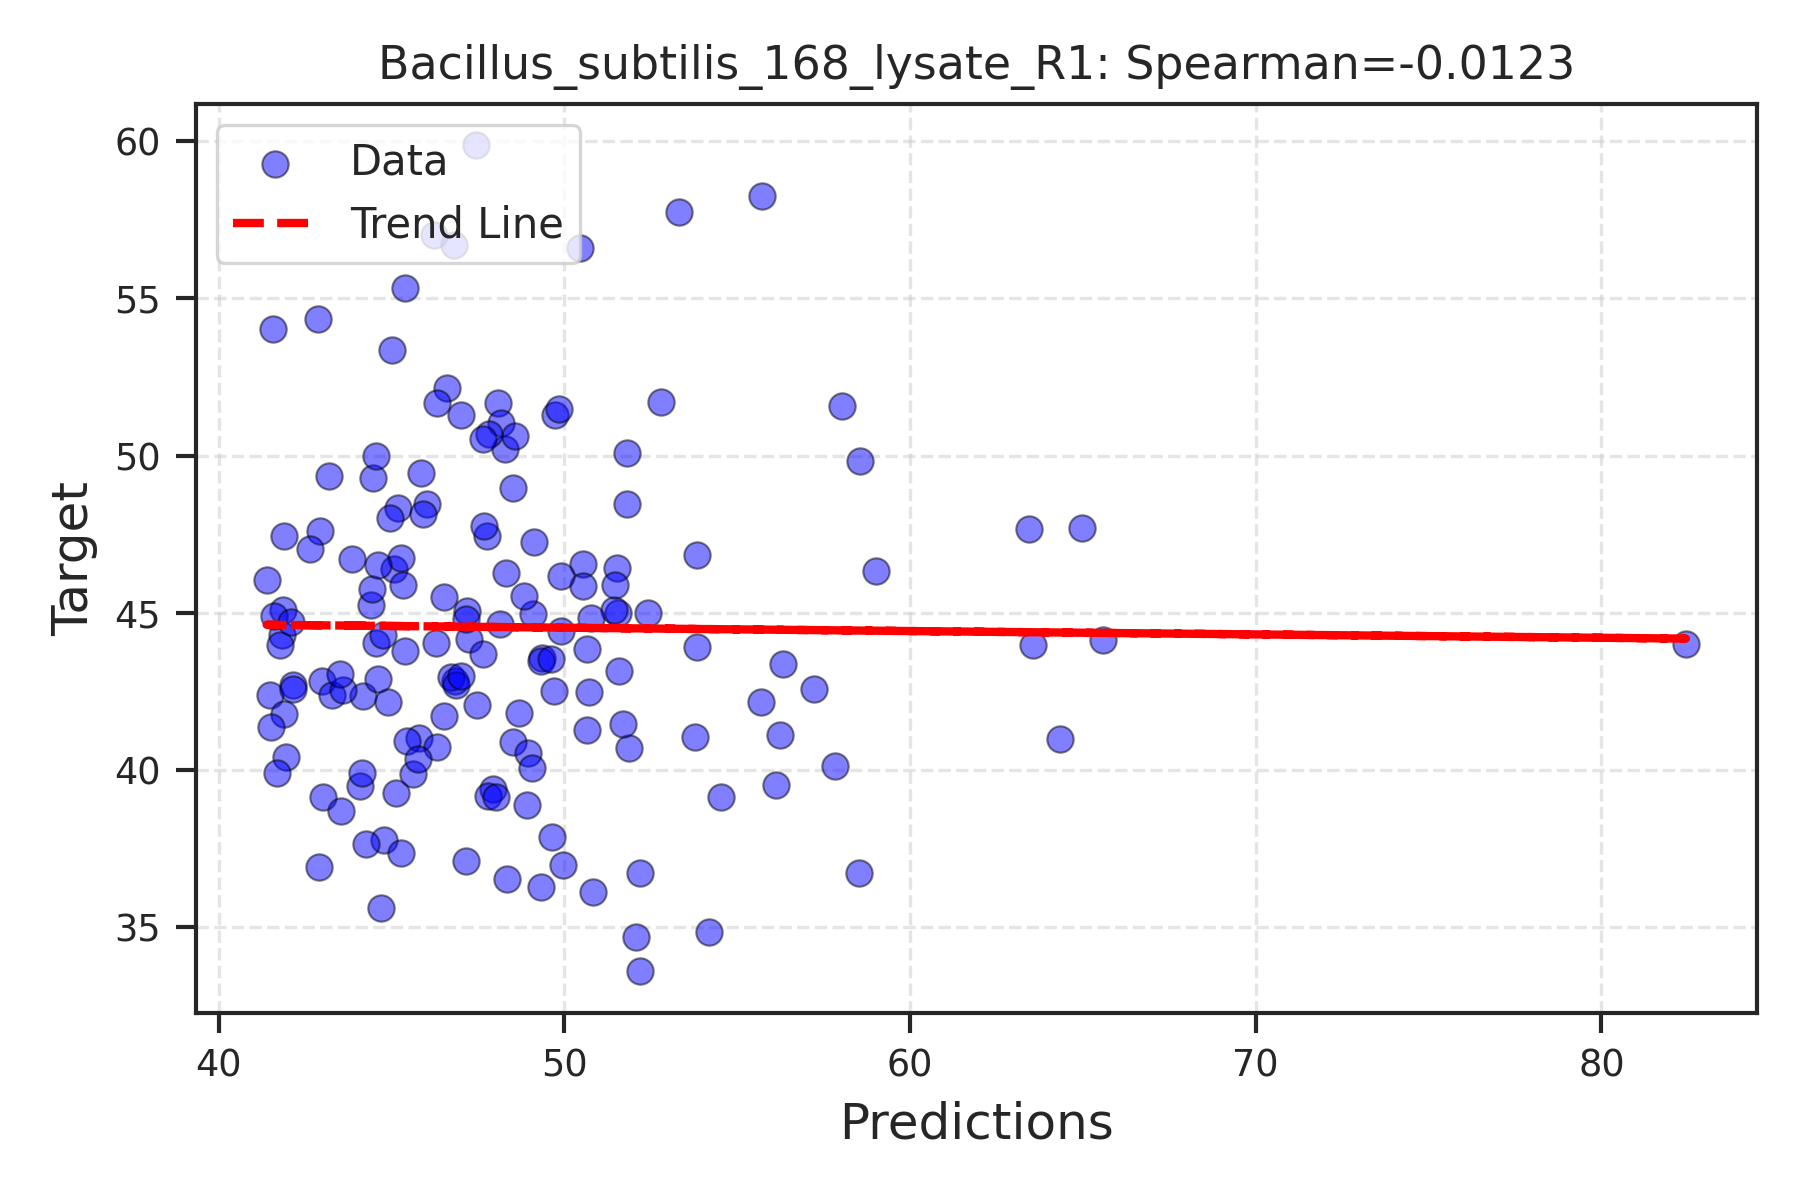 Bacillus_subtilis_168_lysate_R1: Spearman=-0.0123
Data
Trend Line
60
55
50
45
40
35
Target
40 50 60 70 80
Predictions